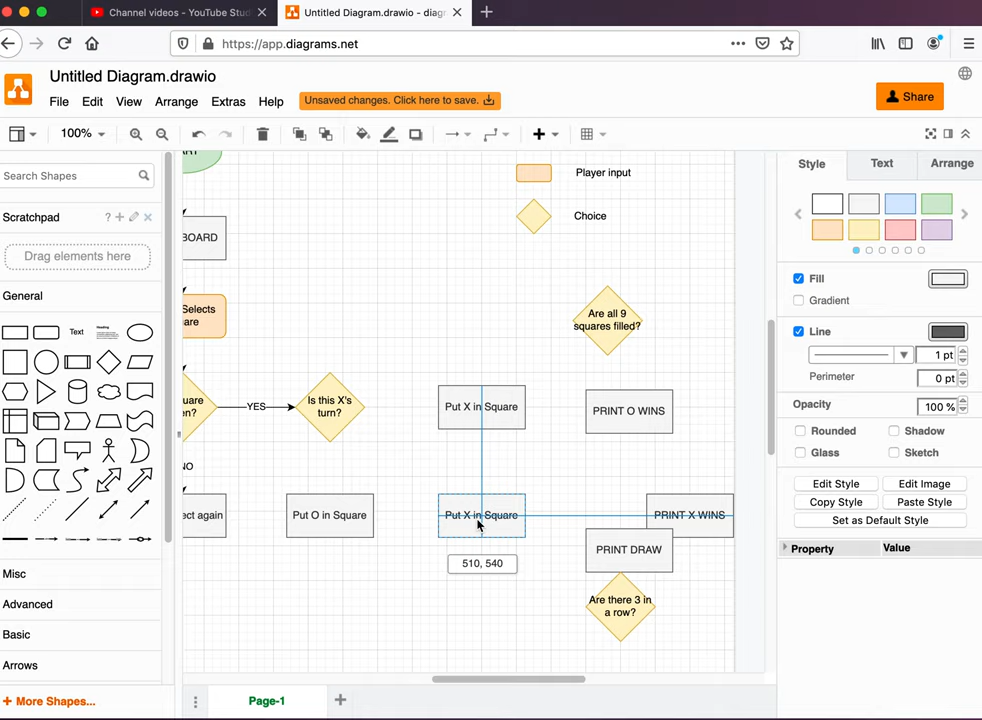 Channel videos - YouTube Stud
Untitled Diagram.drawio - diag
https://app.diagrams.net
Untitled Diagram.drawio
File Edit View Arrange Extras Help
Unsaved changes. Click here to save.
Share
100%
Search Shapes
Scratchpad
?
Drag elements here
General
Text
Heading
Misc
Advanced
Basic
Arrows
+ More Shapes...
BOARD
Selects
are
uare
en?
YES
Is this X's
turn?
NO
ect again
Put O in Square
Put X in Square
Put X in Square
510, 540
Player input
Choice
Are all 9
squares filled?
PRINT O WINS
PRINT X WINS
PRINT DRAW
Are there 3 in
a row?
Page-1
Style Text Arrange
Fill
Gradient
Line
1 pt
Perimeter
0 pt
Opacity
100 %
Rounded Shadow
Glass Sketch
Edit Style Edit Image
Copy Style Paste Style
Set as Default Style
Property Value